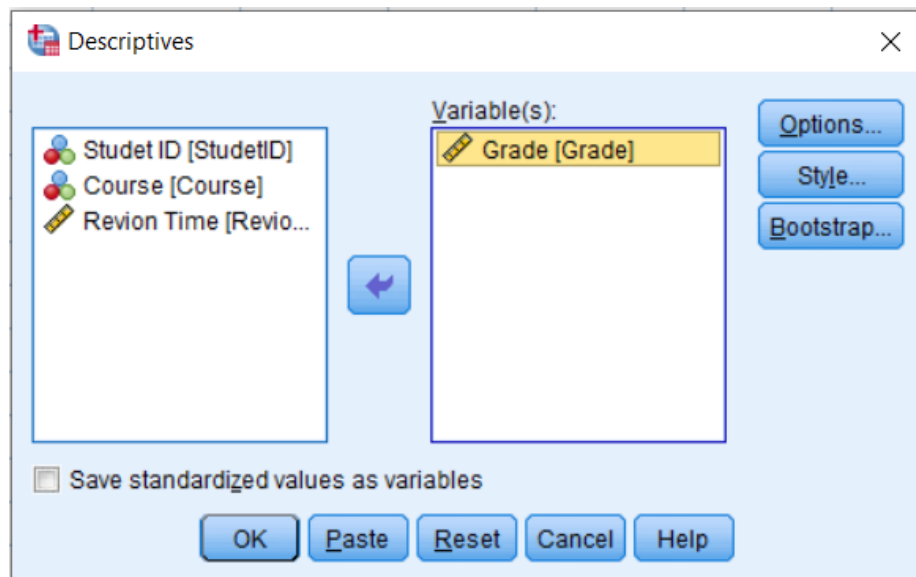 Descriptives
Variable(s):
Studet ID [StudetID]
Course [Course]
Revion Time [Revio...
Grade [Grade]
Options...
Style...
Bootstrap...
Save standardized values as variables
OK Paste Reset Cancel Help